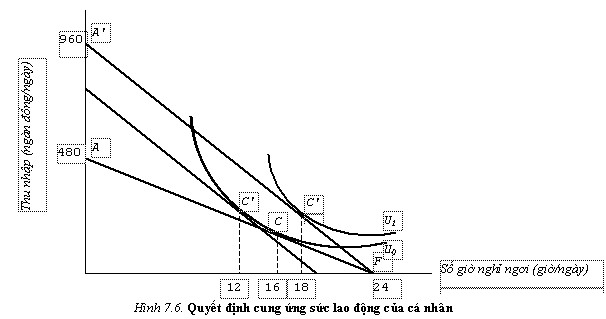 960
A'
Thu nhập (ngàn đồng/ngày)
480
A
C'
C
C'
U1
U0
F
Số giờ nghỉ ngơi (giờ/ngày)
12
16
18
24
Hình 7.6. Quyết định cung ứng sức lao động của cá nhân